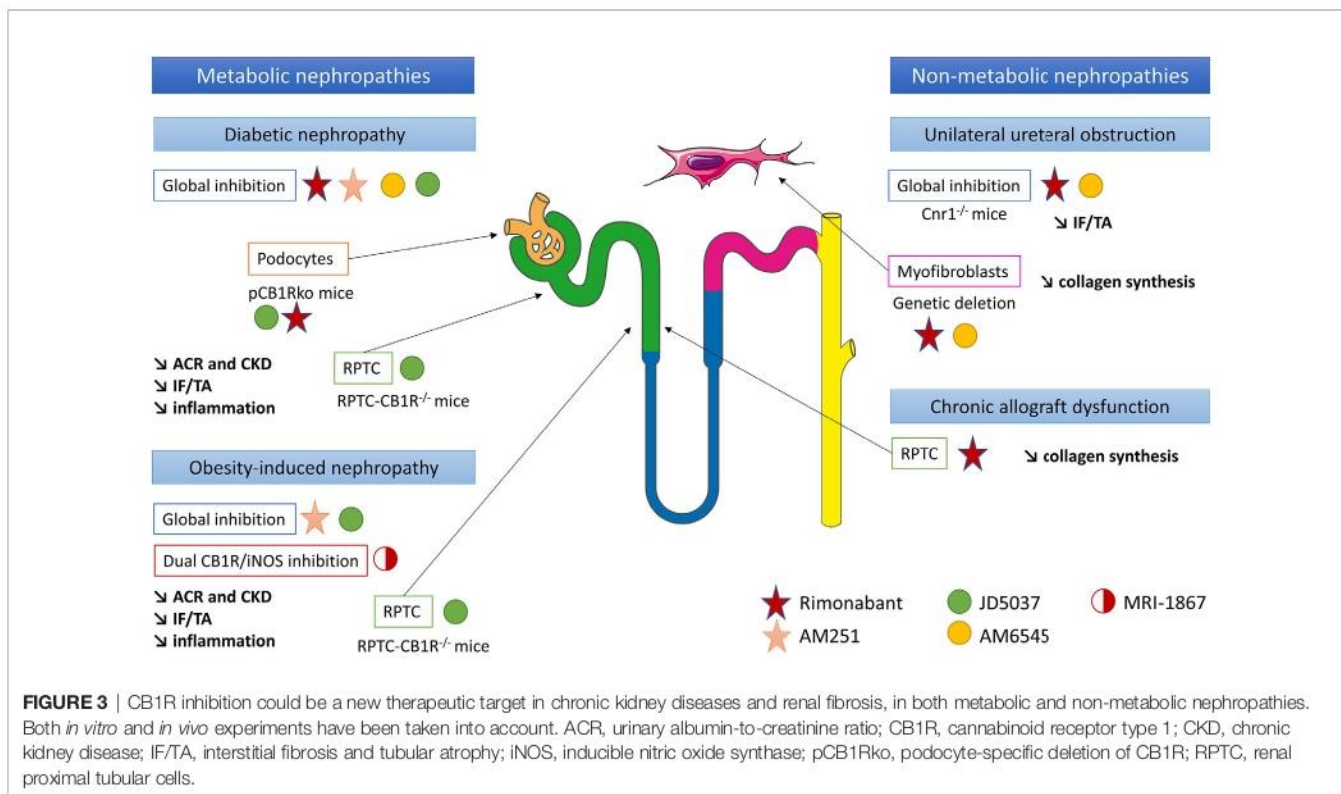 Metabolic nephropathies
Diabetic nephropathy
Global inhibition
Podocytes
pCB1Rko mice
↘ ACR and CKD
↘ IF/TA
↘ inflammation
RPTC
RPTC-CB1R-/- mice
Obesity-induced nephropathy
Global inhibition
Dual CB1R/iNOS inhibition
↘ ACR and CKD
↘ IF/TA
↘ inflammation
RPTC
RPTC-CB1R-/- mice
Non-metabolic nephropathies
Unilateral ureteral obstruction
Global inhibition
Cnr1-/- mice
↘ IF/TA
Myofibroblasts
↘ collagen synthesis
Genetic deletion
Chronic allograft dysfunction
RPTC
↘ collagen synthesis
Rimonabant
JD5037
MRI-1867
AM251
AM6545
FIGURE 3 | CB1R inhibition could be a new therapeutic target in chronic kidney diseases and renal fibrosis, in both metabolic and non-metabolic nephropathies.
Both in vitro and in vivo experiments have been taken into account. ACR, urinary albumin-to-creatinine ratio; CB1R, cannabinoid receptor type 1; CKD, chronic
kidney disease; IF/TA, interstitial fibrosis and tubular atrophy; iNOS, inducible nitric oxide synthase; pCB1Rko, podocyte-specific deletion of CB1R; RPTC, renal
proximal tubular cells.